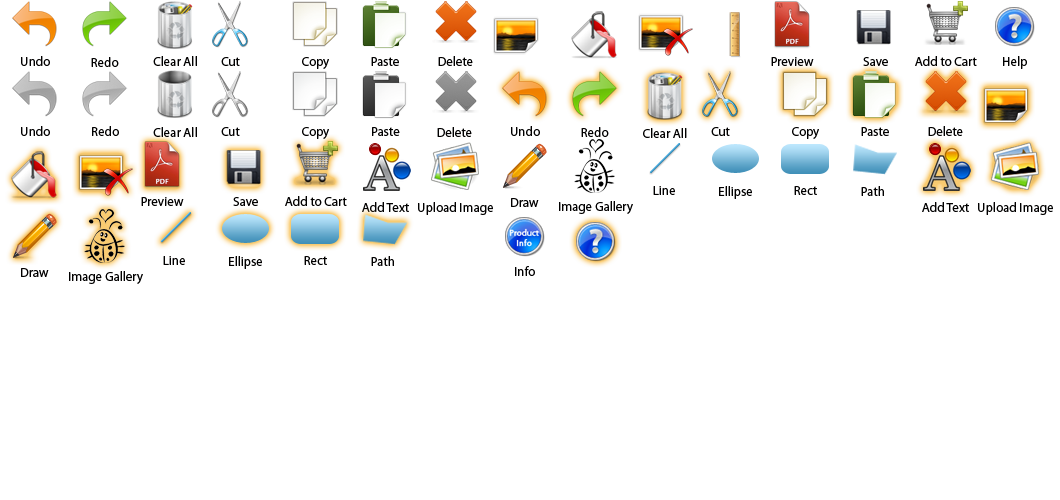 Undo Redo Clear All Cut Copy Paste Delete PDF Preview Save Add to Cart Help
Undo Redo Clear All Cut Copy Paste Delete Undo Redo Clear All Cut Copy Paste Delete
PDF Preview Save Add to Cart Add Text Upload Image Draw Image Gallery Line Ellipse Rect Path Add Text Upload Image
Draw Image Gallery Line Ellipse Rect Path Product
Info
Info